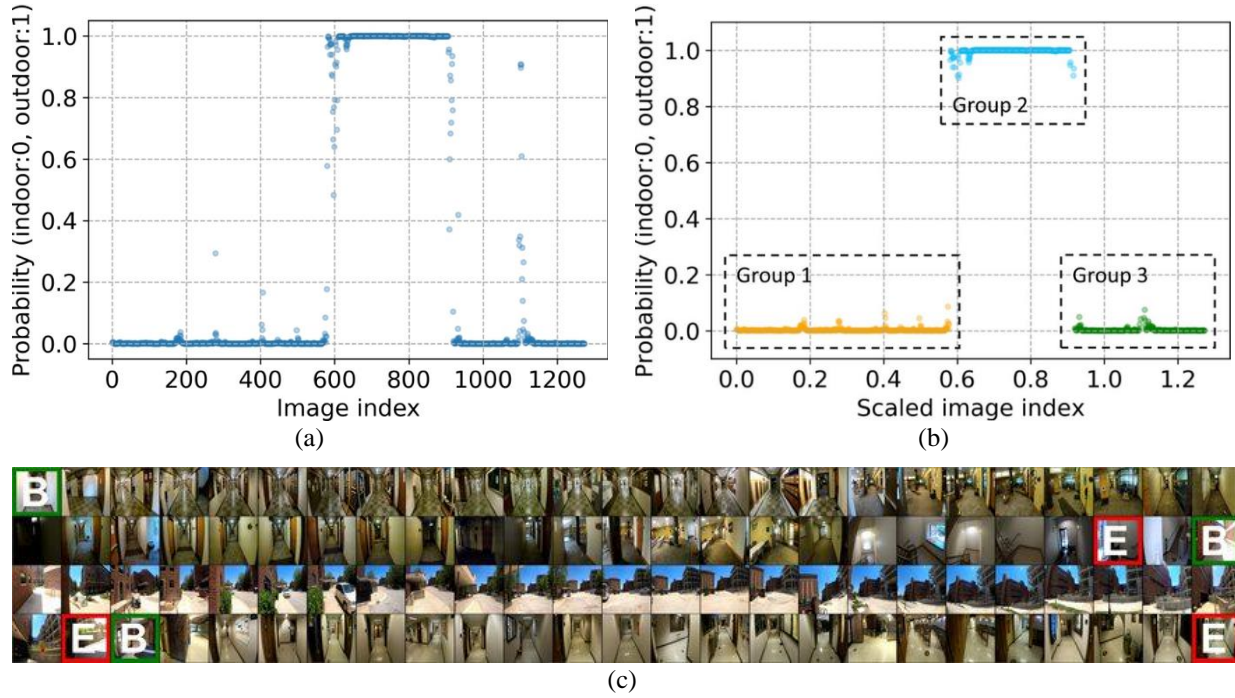 Probability (indoor:0, outdoor:1)
1.0
0.8
0.6
0.4
0.2
0.0
0 200 400 600 800 1000 1200
Image index
(a)
Probability (indoor:0, outdoor:1)
1.0
0.8
0.6
0.4
0.2
0.0
Group 2
Group 1
Group 3
0.0 0.2 0.4 0.6 0.8 1.0 1.2
Scaled image index
(b)
B
E B
E B E
(c)